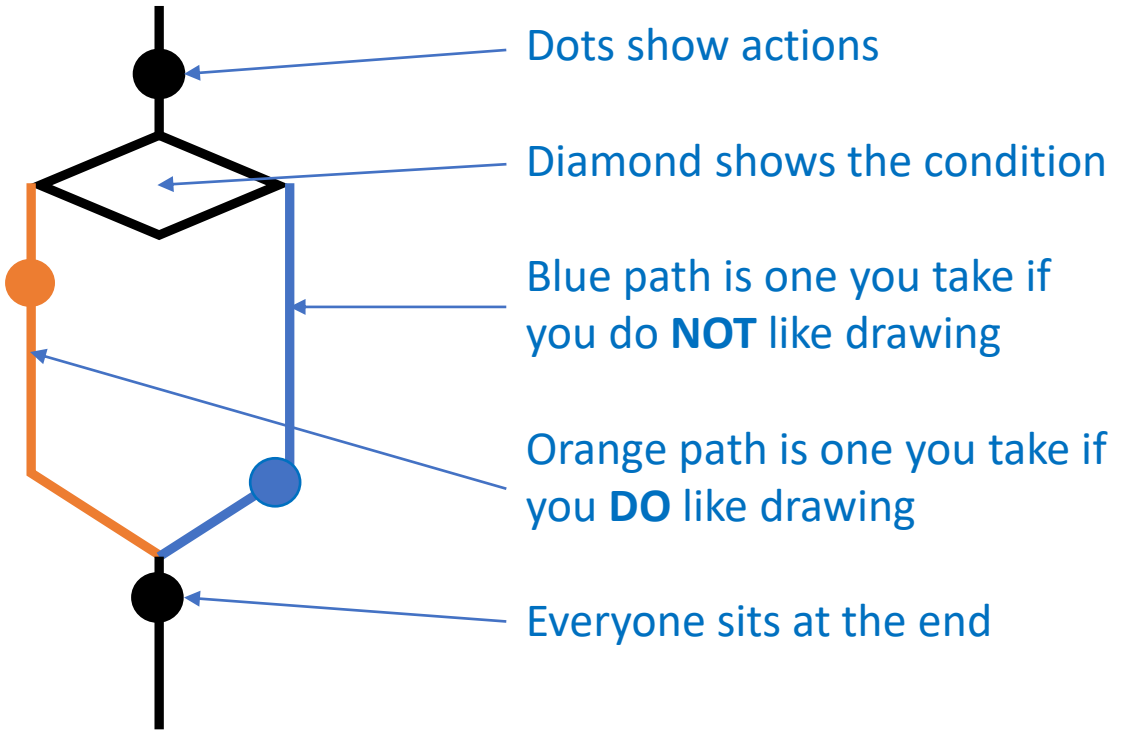 Dots show actions
Diamond shows the condition
Blue path is one you take if
you do NOT like drawing
Orange path is one you take if
you DO like drawing
Everyone sits at the end